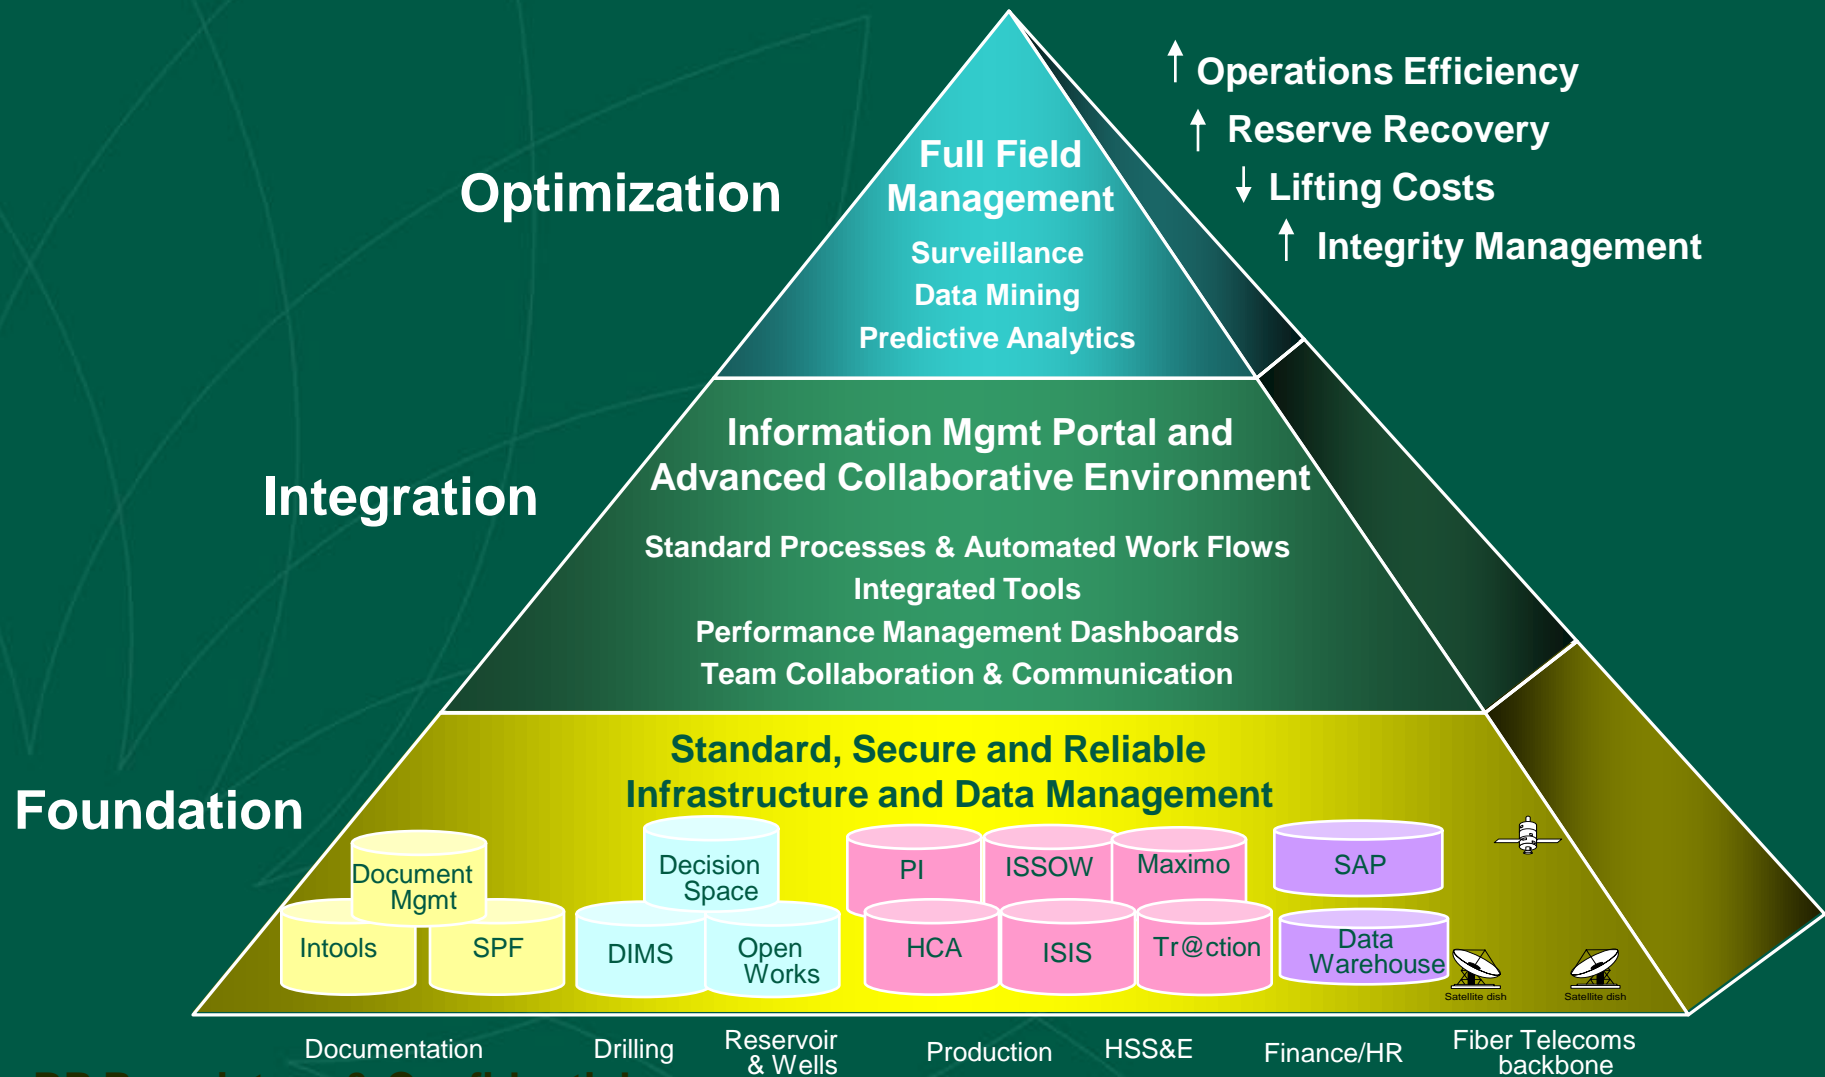 Operations Efficiency
Reserve Recovery
Lifting Costs
Integrity Management
Optimization
Full Field
Management
Surveillance
Data Mining
Predictive Analytics
Integration
Information Mgmt Portal and
Advanced Collaborative Environment
Standard Processes & Automated Work Flows
Integrated Tools
Performance Management Dashboards
Team Collaboration & Communication
Foundation
Standard, Secure and Reliable
Infrastructure and Data Management
Document
Mgmt
Intools
SPF
Decision
Space
DIMS
Open
Works
PI
ISSOW
Maximo
HCA
ISIS
Tr@ction
SAP
Data
Warehouse
Satellite dish
Satellite dish
Documentation
Drilling
Reservoir
& Wells
Production
HSS&E
Finance/HR
Fiber Telecoms
backbone